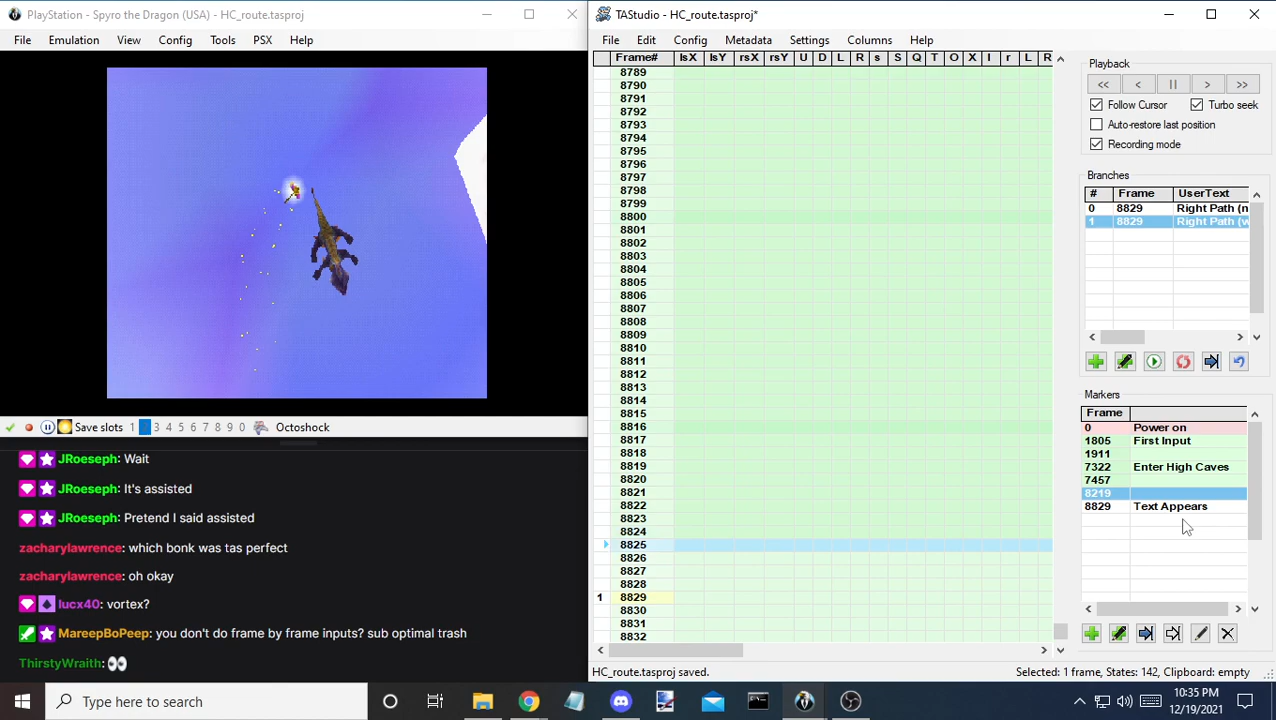 PlayStation - Spyro the Dragon (USA) - HC_route.tasproj
File Emulation View Config Tools PSX Help
Save slots 1 2 3 4 5 6 7 8 9 0 Octoshock
JRoeseph: Wait
JRoeseph: It's assisted
JRoeseph: Pretend I said assisted
zacharylawrence: which bonk was tas perfect
zacharylawrence: oh okay
lucx40: vortex?
MareepBoPeep: you don't do frame by frame inputs? sub optimal trash
ThirstyWraith: 👀
TAStudio - HC_route.tasproj*
File Edit Config Metadata Settings Columns Help
Frame# lsX lsY rsX rsY U D L R s S Q T O X l r L R
8789
8790
8791
8792
8793
8794
8795
8796
8797
8798
8799
8800
8801
8802
8803
8804
8805
8806
8807
8808
8809
8810
8811
8812
8813
8814
8815
8816
8817
8818
8819
8820
8821
8822
8823
8824
8825
8826
8827
8828
1 8829
8830
8831
8832
HC_route.tasproj saved.
Selected: 1 frame, States: 142, Clipboard: empty
Playback
<< < || > >>
Follow Cursor Turbo seek
Auto-restore last position
Recording mode
Branches
# Frame UserText
0 8829 Right Path (n
1 8829 Right Path (w
Markers
Frame
0 Power on
1805 First Input
1911
7322 Enter High Caves
7457
8219
8829 Text Appears
Type here to search
10:35 PM
12/19/2021